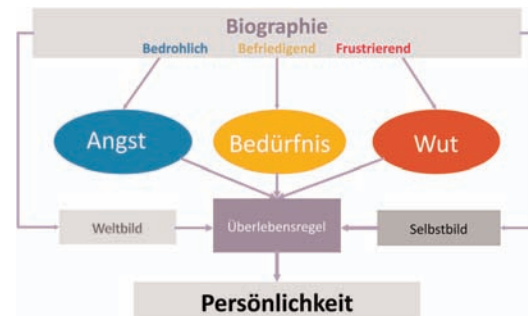 Biographie
Bedrohlich Befriedigend Frustrierend
Angst Bedürfnis Wut
Weltbild Überlebensregel Selbstbild
Persönlichkeit